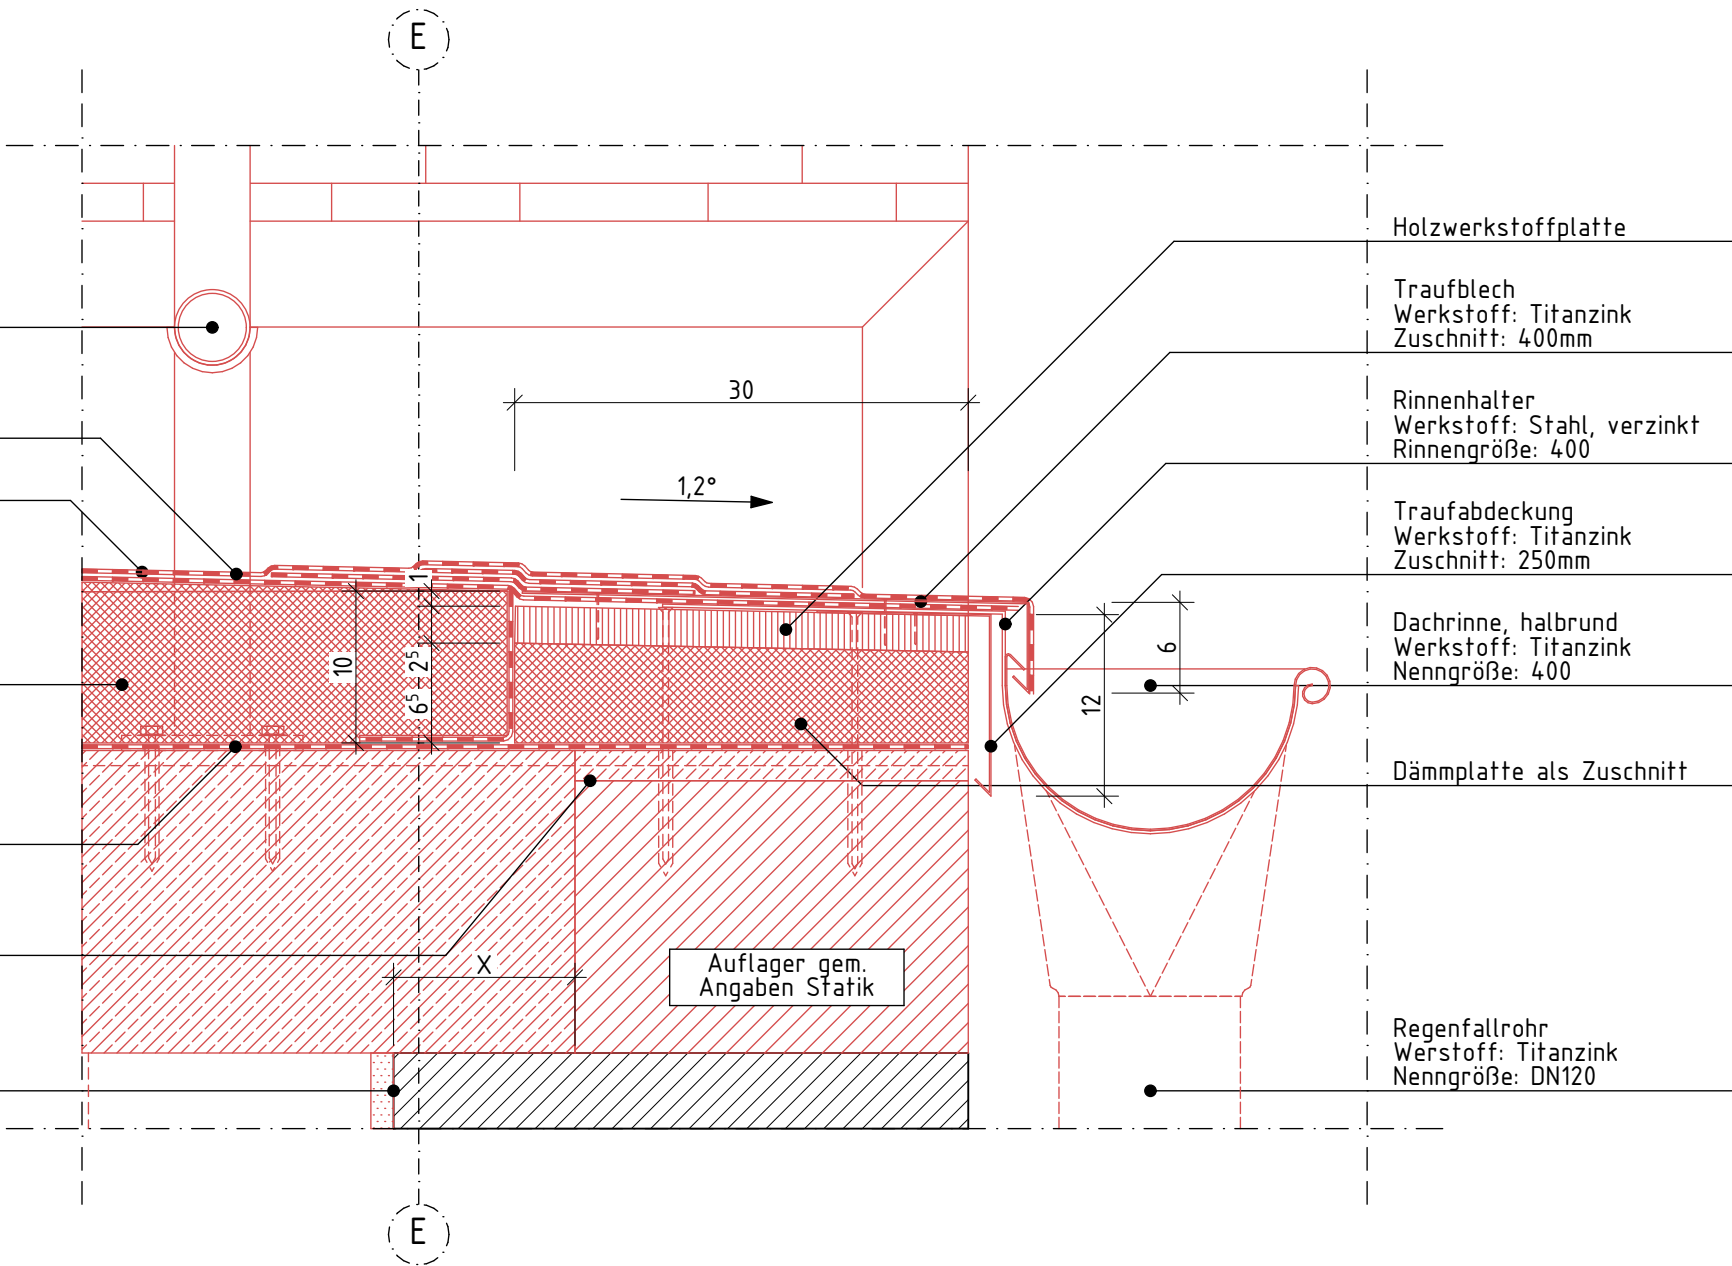 E
Holzwerkstoffplatte
Traufblech
Werkstoff: Titanzink
Zuschnitt: 400mm
30
Rinnenhalter
Werkstoff: Stahl, verzinkt
Rinnengröße: 400
1,2°
Traufabdeckung
Werkstoff: Titanzink
Zuschnitt: 250mm
1
10
2⁵
6⁵
6
12
Dachrinne, halbrund
Werkstoff: Titanzink
Nenngröße: 400
Dämmplatte als Zuschnitt
X
Auflager gem.
Angaben Statik
Regenfallrohr
Werstoff: Titanzink
Nenngröße: DN120
E